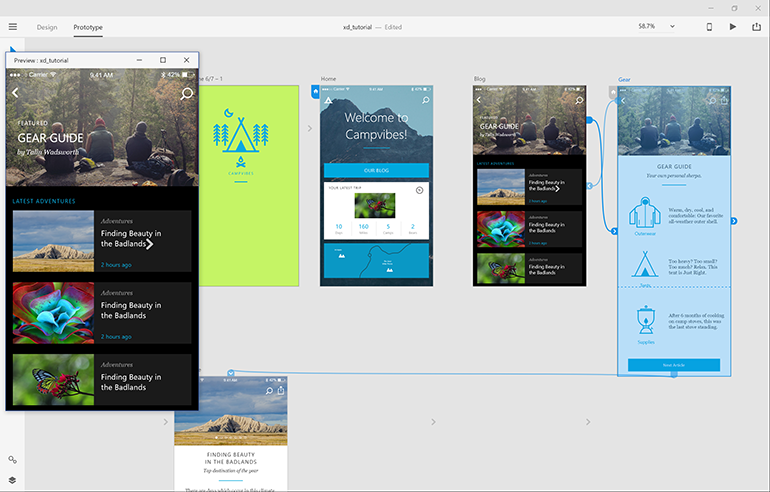 Design
Prototype
xd_tutorial — Edited
58.7%
Preview : xd_tutorial
Carrier
9:41 AM
42%
FEATURED
GEAR GUIDE
by Tallis Wadsworth
LATEST ADVENTURES
Adventures
Finding Beauty in
the Badlands
2 hours ago
Adventures
Finding Beauty in
the Badlands
2 hours ago
Adventures
Finding Beauty in
the Badlands
6/7 – 1
CAMPVIBES
Home
Welcome to
Campvibes!
OUR BLOG
YOUR LATEST TRIP
10
160
5
2
Days
Miles
Camps
Blog
GEAR GUIDE
LATEST ADVENTURES
Adventures
Finding Beauty in
the Badlands
2 hours ago
Adventures
Finding Beauty in
the Badlands
2 hours ago
Adventures
Finding Beauty in
the Badlands
Gear
GEAR GUIDE
Your own personal sherpa.
Warm, dry, cool, and
comfortable: Our favorite
all-weather outer shell.
Outerwear
Too heavy? Too small?
Too much? Relax. This
tent is Just Right.
Tents
After 6 months of cooking
on camp stoves, this was
the last stove standing.
Supplies
FINDING BEAUTY
IN THE BADLANDS
Top destination of the year